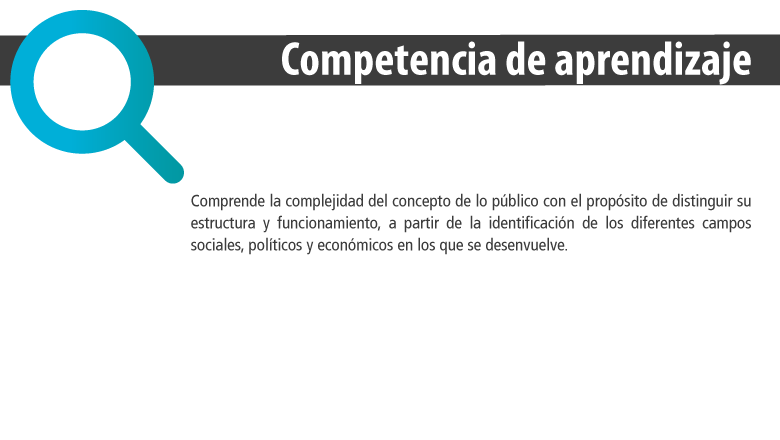 Competencia de aprendizaje
Comprende la complejidad del concepto de lo público con el propósito de distinguir su
estructura y funcionamiento, a partir de la identificación de los diferentes campos
sociales, políticos y económicos en los que se desenvuelve.